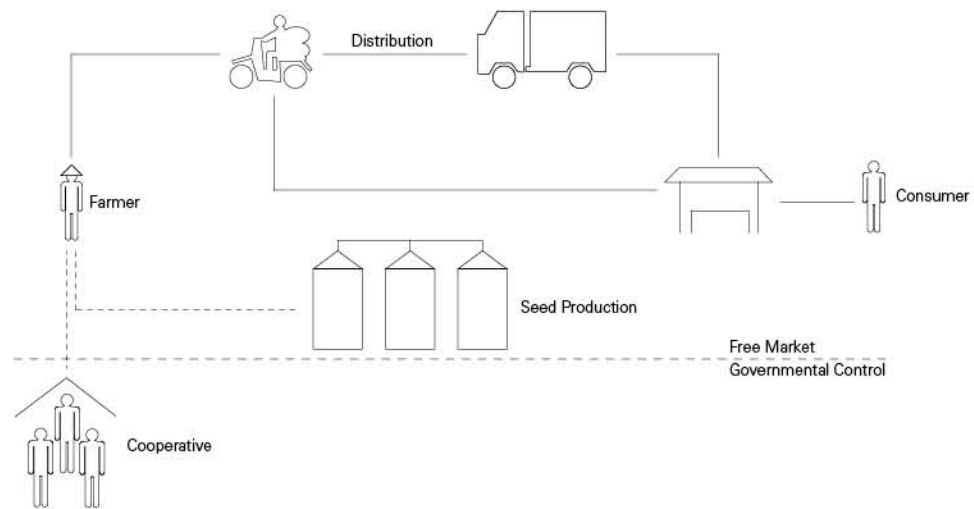 Distribution
Farmer
Consumer
Seed Production
Free Market
Governmental Control
Cooperative